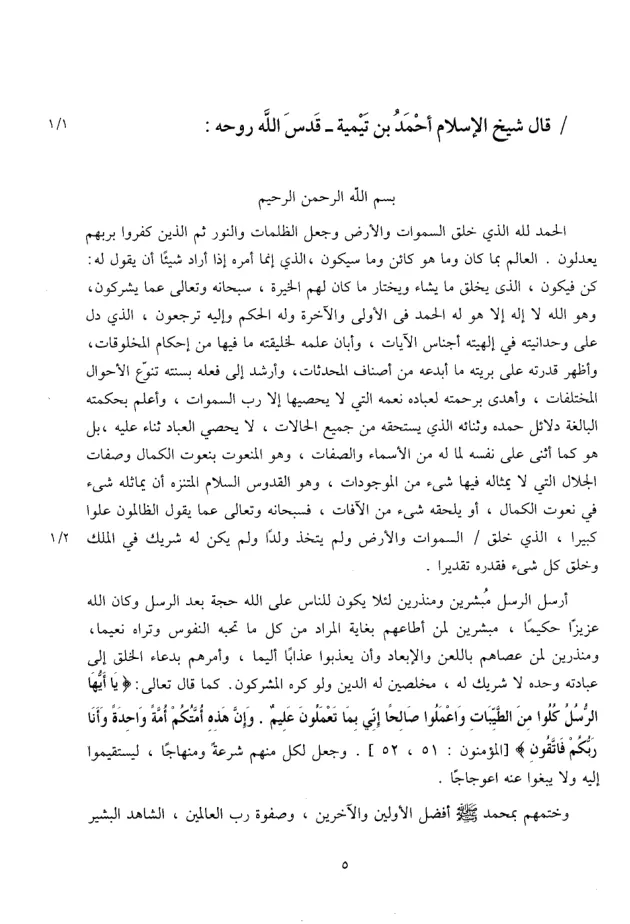 / قال شيخ الإسلام أحْمَدُ بن تَيْمية ـ قَدسَ اللَّه روحه : ١/١
بسم الله الرحمن الرحيم
الحمد لله الذي خلق السموات والأرض وجعل الظلمات والنور ثم الذين كفروا بربهم
يعدلون . العالم بما كان وما هو كائن وما سيكون ،الذي إنما أمره إذا أراد شيئًا أن يقول له :
كن فيكون ، الذى يخلق ما يشاء ويختار ما كان لهم الخيرة ، سبحانه وتعالى عما يشركون،
وهو الله لا إله إلا هو له الحمد فى الأولى والآخرة وله الحكم وإليه ترجعون ، الذي دل
على وحدانيته في إلهيته أجناس الآيات ، وأبان علمه لخليقته ما فيها من إحكام المخلوقات،
وأظهر قدرته على بريته ما أبدعه من أصناف المحدثات، وأرشد إلى فعله بسنته تنوّع الأحوال
المختلفات ، وأهدى برحمته لعباده نعمه التي لا يحصيها إلا رب السموات ، وأعلم بحكمته
البالغة دلائل حمده وثنائه الذي يستحقه من جميع الحالات ، لا يحصي العباد ثناء عليه ،بل
هو كما أثنى على نفسه لما له من الأسماء والصفات ، وهو المنعوت بنعوت الكمال وصفات
الجلال التي لا يماثله فيها شىء من الموجودات ، وهو القدوس السلام المتنزه أن يماثله شىء
في نعوت الكمال ، أو يلحقه شىء من الآفات ، فسبحانه وتعالى عما يقول الظالمون علوا
كبيرا ، الذي خلق / السموات والأرض ولم يتخذ ولدًا ولم يكن له شريك في الملك ١/٢
وخلق كل شىء فقدره تقديرا .
أرسل الرسل مُبشرين ومنذرين لئلا يكون للناس على الله حجة بعد الرسل وكان الله
عزيزًا حكيمًا ، مبشرين لمن أطاعهم بغاية المراد من كل ما تحبه النفوس وتراه نعيما،
ومنذرين لمن عصاهم باللعن والإبعاد وأن يعذبوا عذابًا أليما ، وأمرهم بدعاء الخلق إلى
عبادته وحده لا شريك له ، مخلصين له الدين ولو كره المشركون. كما قال تعالى: ﴿ يَا أَيُّهَا
الرُّسُلُ كُلُوا مِنَ الطَّيِّبَاتِ وَاعْمَلُوا صَالِحًا إِنِّي بِمَا تَعْمَلُونَ عَلِيمٌ . وَإِنَّ هَذِهِ أُمَّتُكُمْ أُمَّةً وَاحِدَةً وَأَنَا
رَبُّكُمْ فَاتَّقُونِ ﴾ [المؤمنون : ٥١ ، ٥٢ ] . وجعل لكل منهم شرعةً ومنهاجًا ، ليستقيموا
إليه ولا يبغوا عنه اعوجاجًا .
وختمهم بمحمد ﷺ أفضل الأولين والآخرين ، وصفوة رب العالمين ، الشاهد البشير
٥